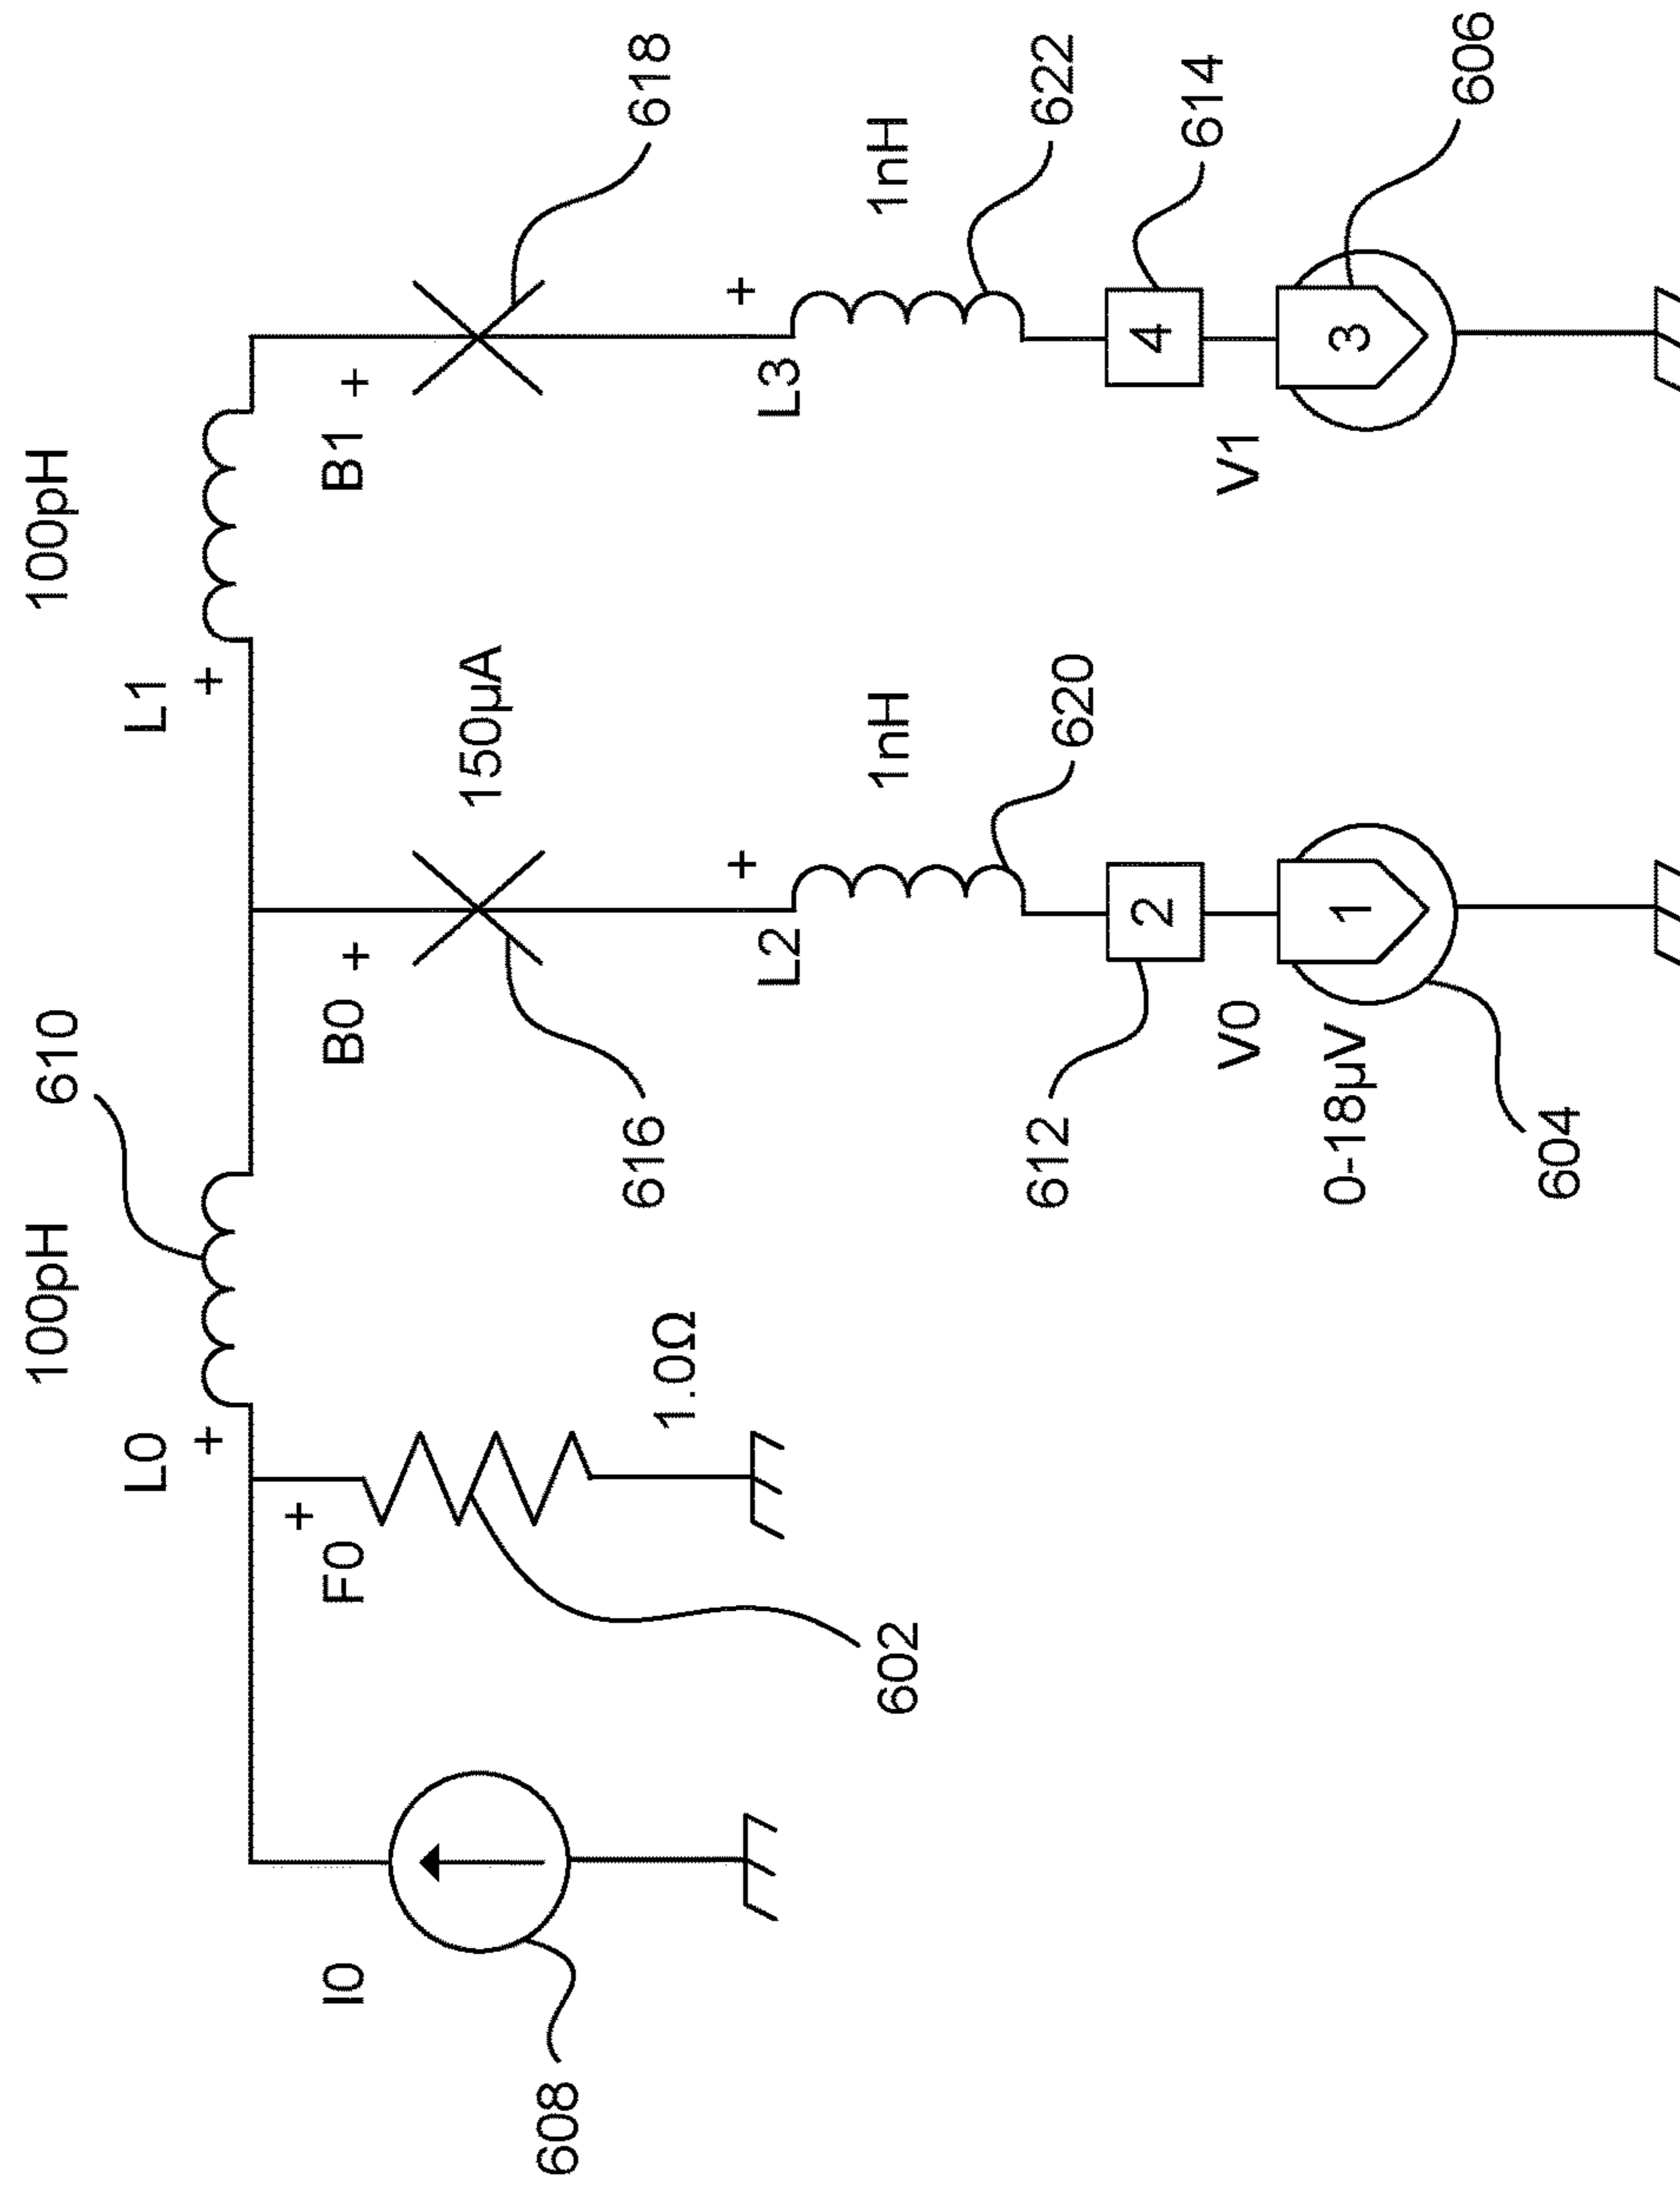 100pH
610
100pH
L0
L1
+
+
+
I0
F0
B0 +
B1 +
150µA
608
616
1.0Ω
618
+
+
L2
L3
1nH
1nH
602
612
620
622
2
4
614
V0
V1
0-18µV
1
3
606
604